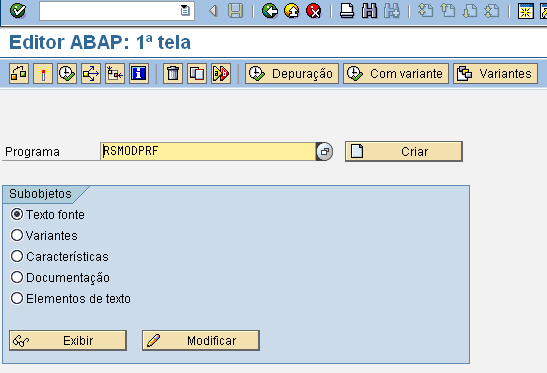 Editor ABAP: 1ª tela
Depuração Com variante Variantes
Programa RSMODPRF Criar
Subobjetos
Texto fonte
Variantes
Características
Documentação
Elementos de texto
Exibir Modificar